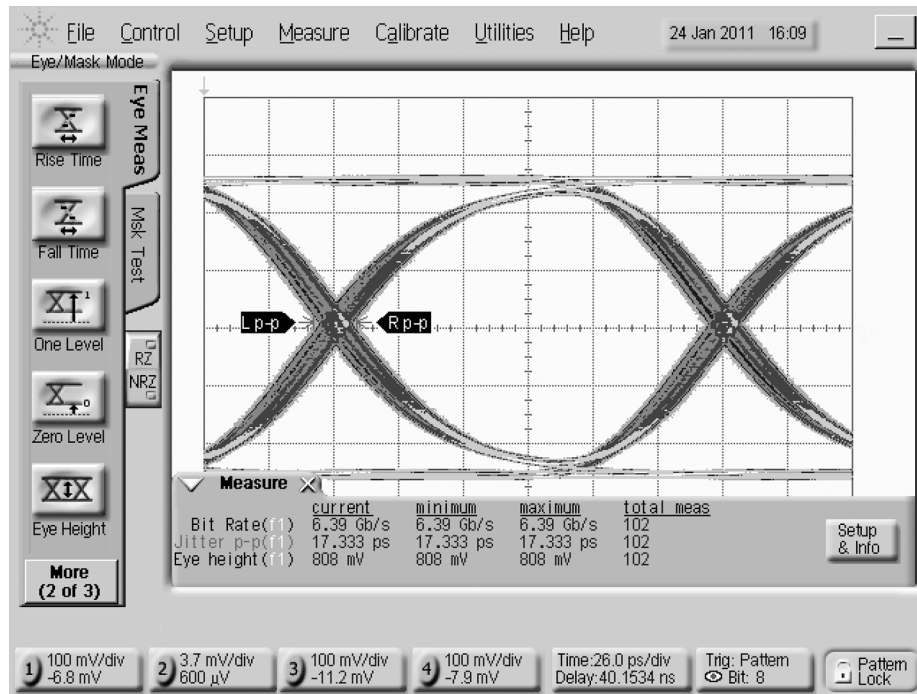 File Control Setup Measure Calibrate Utilities Help 24 Jan 2011 16:09
Eye/Mask Mode
Eye Meas
Msk Test
Rise Time
Fall Time
One Level
Zero Level
Eye Height
More
(2 of 3)
RZ
NRZ
L p-p
R p-p
Measure
current minimum maximum total meas
Bit Rate(f1) 6.39 Gb/s 6.39 Gb/s 6.39 Gb/s 102
Jitter p-p(f1) 17.333 ps 17.333 ps 17.333 ps 102
Eye height(f1) 808 mV 808 mV 808 mV 102
Setup
& Info
1) 100 mV/div
-6.8 mV
2) 3.7 mV/div
600 µV
3) 100 mV/div
-11.2 mV
4) 100 mV/div
-7.9 mV
Time:26.0 ps/div
Delay:40.1534 ns
Trig: Pattern
Bit: 8
Pattern
Lock